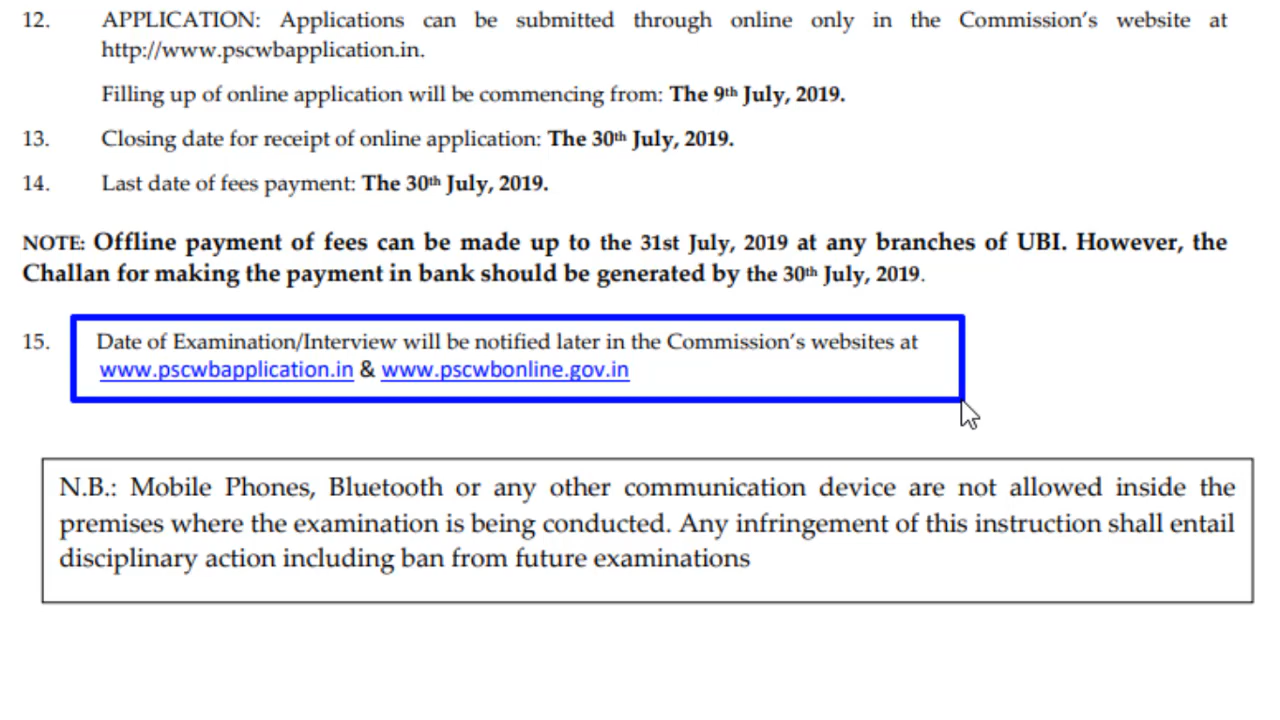 12. APPLICATION: Applications can be submitted through online only in the Commission's website at
http://www.pscwbapplication.in.
Filling up of online application will be commencing from: The 9th July, 2019.
13. Closing date for receipt of online application: The 30th July, 2019.
14. Last date of fees payment: The 30th July, 2019.
NOTE: Offline payment of fees can be made up to the 31st July, 2019 at any branches of UBI. However, the
Challan for making the payment in bank should be generated by the 30th July, 2019.
15. Date of Examination/Interview will be notified later in the Commission's websites at
www.pscwbapplication.in & www.pscwbonline.gov.in
N.B.: Mobile Phones, Bluetooth or any other communication device are not allowed inside the
premises where the examination is being conducted. Any infringement of this instruction shall entail
disciplinary action including ban from future examinations